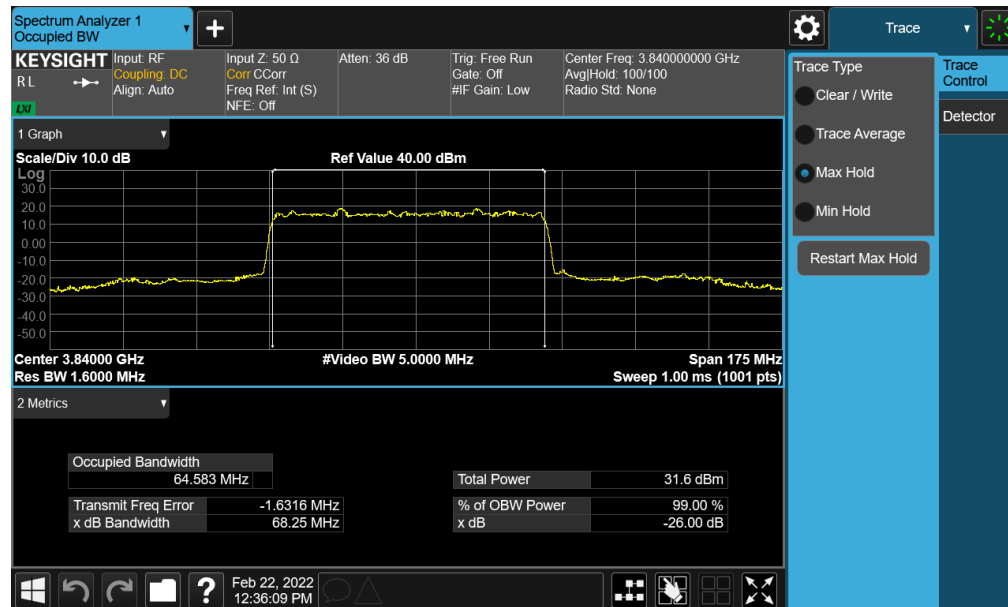 Spectrum Analyzer 1
Occupied BW
+
Trace
KEYSIGHT
R L
LXI
Input: RF
Coupling: DC
Align: Auto
Input Z: 50 Ω
Corr CCorr
Freq Ref: Int (S)
NFE: Off
Atten: 36 dB
Trig: Free Run
Gate: Off
#IF Gain: Low
Center Freq: 3.840000000 GHz
Avg|Hold: 100/100
Radio Std: None
Trace Type
Clear / Write
Trace Average
Max Hold
Min Hold
Restart Max Hold
Trace
Control
Detector
1 Graph
Scale/Div 10.0 dB
Ref Value 40.00 dBm
Log
30.0
20.0
10.0
0.00
-10.0
-20.0
-30.0
-40.0
-50.0
Center 3.84000 GHz
#Video BW 5.0000 MHz
Span 175 MHz
Res BW 1.6000 MHz
Sweep 1.00 ms (1001 pts)
2 Metrics
Occupied Bandwidth
64.583 MHz
Total Power 31.6 dBm
Transmit Freq Error -1.6316 MHz
% of OBW Power 99.00 %
x dB Bandwidth 68.25 MHz
x dB -26.00 dB
?
Feb 22, 2022
12:36:09 PM